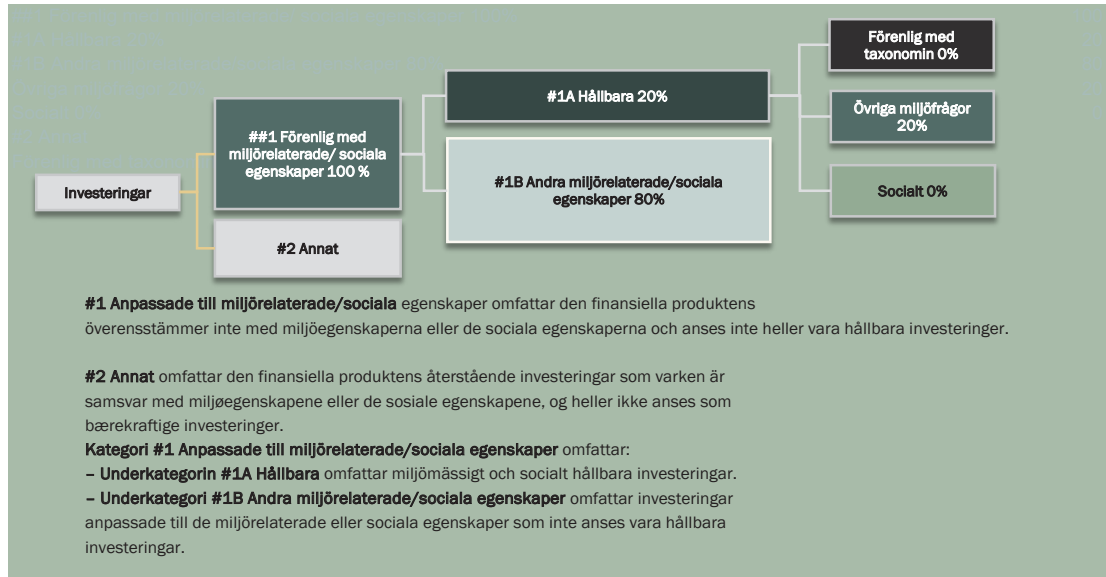 Investeringar
##1 Förenlig med
miljörelaterade/ sociala
egenskaper 100 %
#2 Annat
#1A Hållbara 20%
#1B Andra miljörelaterade/sociala
egenskaper 80%
Förenlig med
taxonomin 0%
Övriga miljöfrågor
20%
Socialt 0%
#1 Anpassade till miljörelaterade/sociala egenskaper omfattar den finansiella produktens
överensstämmer inte med miljöegenskaperna eller de sociala egenskaperna och anses inte heller vara hållbara investeringer.
#2 Annat omfattar den finansiella produktens återstående investeringar som varken är
samsvar med miljøegenskapene eller de sosiale egenskapene, og heller ikke anses som
bærekraftige investeringer.
Kategori #1 Anpassade till miljörelaterade/sociala egenskaper omfattar:
– Underkategorin #1A Hållbara omfattar miljömässigt och socialt hållbara investeringar.
– Underkategori #1B Andra miljörelaterade/sociala egenskaper omfattar investeringar
anpassade till de miljörelaterade eller sociala egenskaper som inte anses vara hållbara
investeringar.